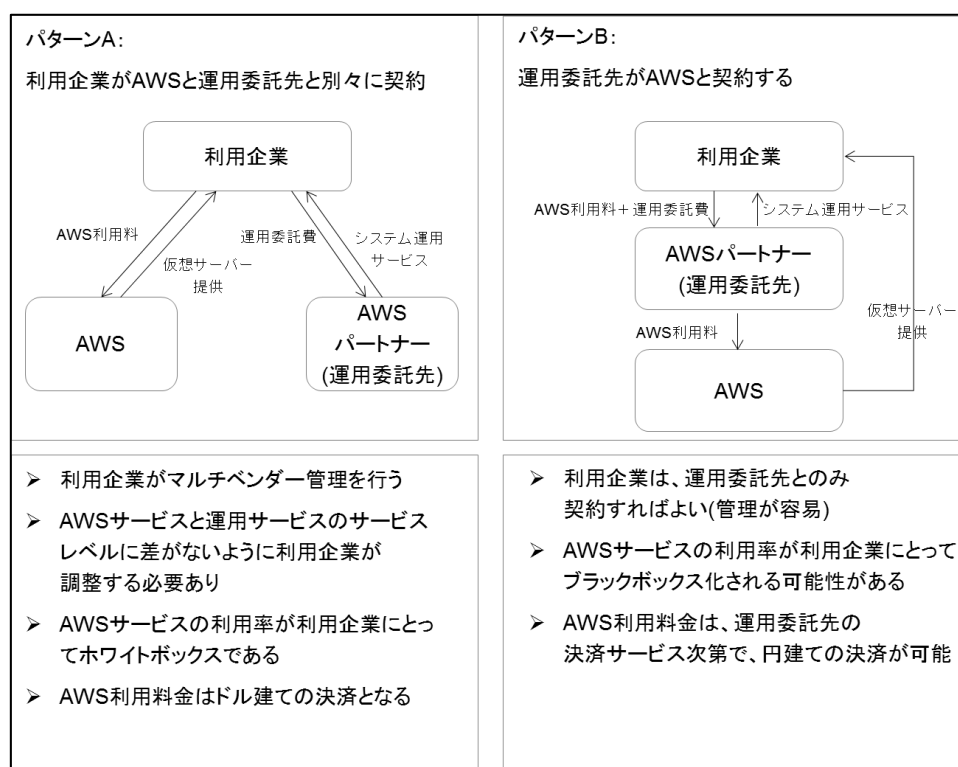 パターンA:
利用企業がAWSと運用委託先と別々に契約
利用企業
AWS利用料
仮想サーバー
提供
運用委託費
システム運用
サービス
AWS
AWS
パートナー
(運用委託先)
➢ 利用企業がマルチベンダー管理を行う
➢ AWSサービスと運用サービスのサービス
レベルに差がないように利用企業が
調整する必要あり
➢ AWSサービスの利用率が利用企業にとっ
てホワイトボックスである
➢ AWS利用料金はドル建ての決済となる
パターンB:
運用委託先がAWSと契約する
利用企業
AWS利用料+運用委託費
システム運用サービス
AWSパートナー
(運用委託先)
AWS利用料
仮想サーバー
提供
AWS
➢ 利用企業は、運用委託先とのみ
契約すればよい(管理が容易)
➢ AWSサービスの利用率が利用企業にとって
ブラックボックス化される可能性がある
➢ AWS利用料金は、運用委託先の
決済サービス次第で、円建ての決済が可能